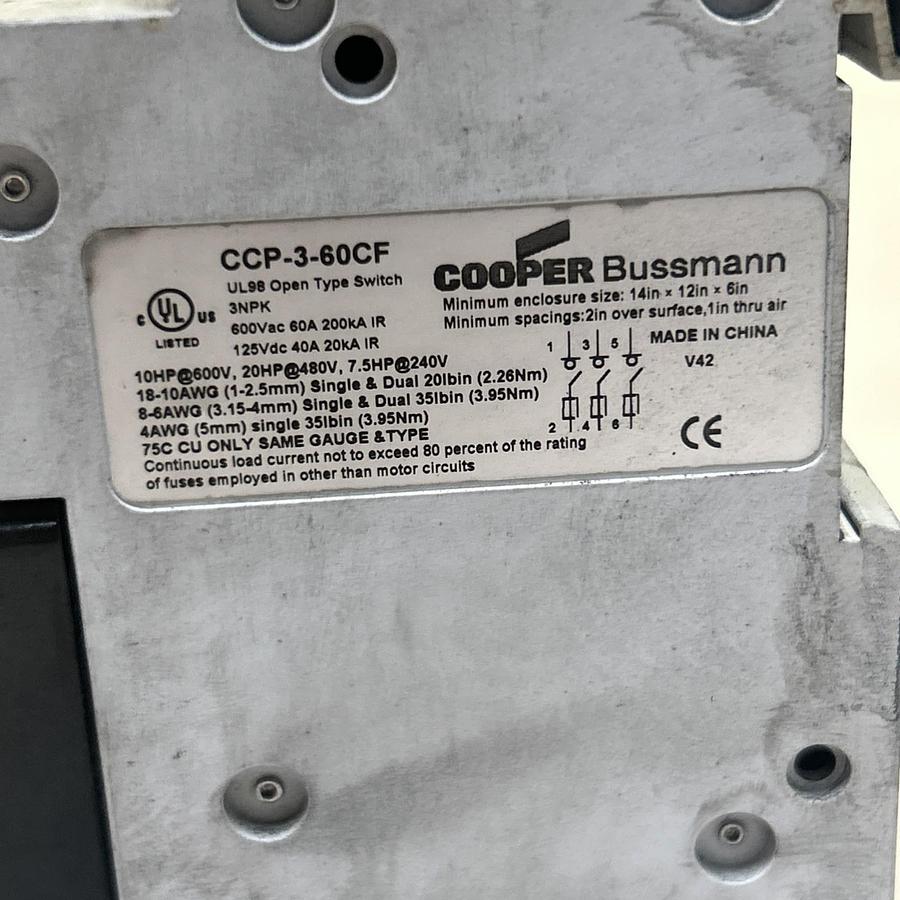 CCP-3-60CF
UL98 Open Type Switch
3NPK
600Vac 60A 200kA IR
125Vdc 40A 20kA IR
c UL US
LISTED
10HP@600V, 20HP@480V, 7.5HP@240V
18-10AWG (1-2.5mm) Single & Dual 20lbin (2.26Nm)
8-6AWG (3.15-4mm) Single & Dual 35lbin (3.95Nm)
4AWG (5mm) single 35lbin (3.95Nm)
75C CU ONLY SAME GAUGE &TYPE
Continuous load current not to exceed 80 percent of the rating
of fuses employed in other than motor circuits
COOPER Bussmann
Minimum enclosure size: 14in × 12in × 6in
Minimum spacings:2in over surface,1in thru air
MADE IN CHINA
V42
1 3 5
2 4 6
CE